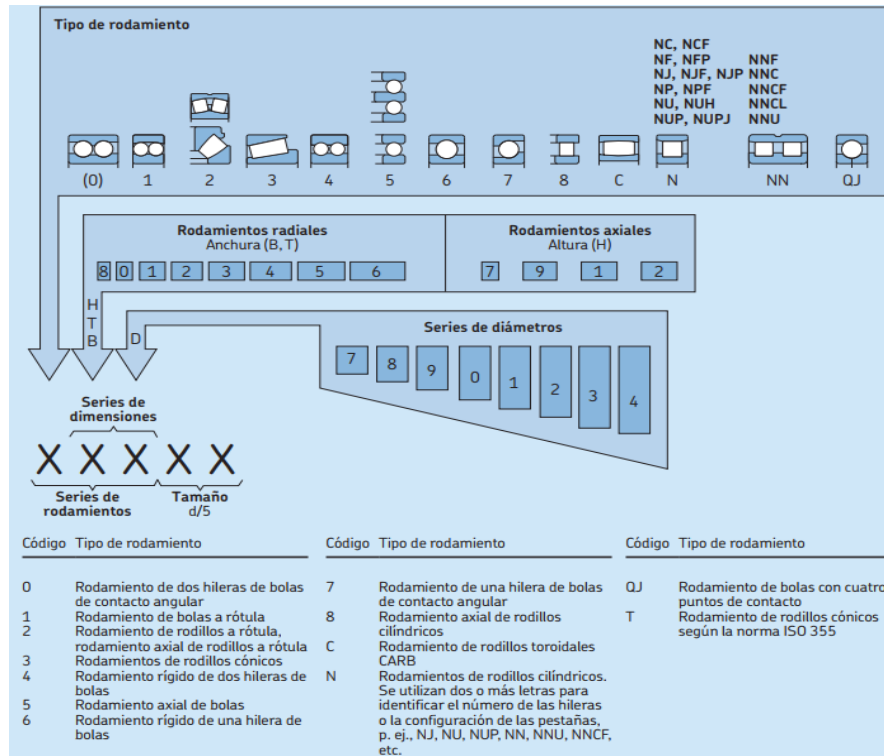 Tipo de rodamiento
NC, NCF
NF, NFP NNF
NJ, NJF, NJP NNC
NP, NPF NNCF
NU, NUH NNCL
NUP, NUPJ NNU
(0) 1 2 3 4 5 6 7 8 C N NN QJ
Rodamientos radiales
Anchura (B, T)
8 0 1 2 3 4 5 6
Rodamientos axiales
Altura (H)
7 9 1 2
H
T
B
D
Series de diámetros
7 8 9 0 1 2 3 4
Series de
dimensiones
X X X X X
Series de
rodamientos
Tamaño
d/5
Código Tipo de rodamiento
0 Rodamiento de dos hileras de bolas
de contacto angular
1 Rodamiento de bolas a rótula
2 Rodamiento de rodillos a rótula,
rodamiento axial de rodillos a rótula
3 Rodamientos de rodillos cónicos
4 Rodamiento rígido de dos hileras de
bolas
5 Rodamiento axial de bolas
6 Rodamiento rígido de una hilera de
bolas
Código Tipo de rodamiento
7 Rodamiento de una hilera de bolas
de contacto angular
8 Rodamiento axial de rodillos
cilíndricos
C Rodamiento de rodillos toroidales
CARB
N Rodamientos de rodillos cilíndricos.
Se utilizan dos o más letras para
identificar el número de las hileras
o la configuración de las pestañas,
p. ej., NJ, NU, NUP, NN, NNU, NNCF,
etc.
Código Tipo de rodamiento
QJ Rodamiento de bolas con cuatro
puntos de contacto
T Rodamiento de rodillos cónicos
según la norma ISO 355